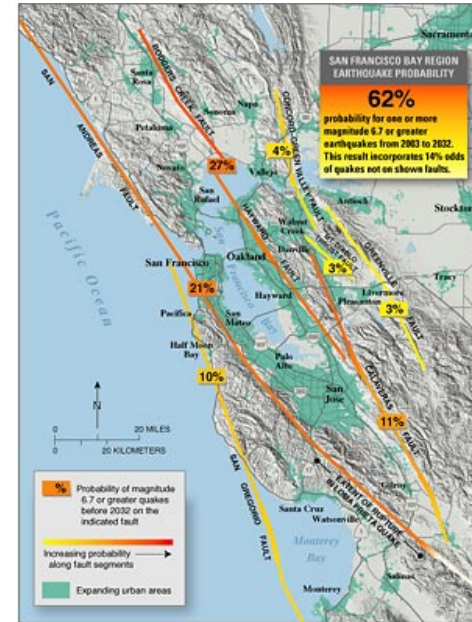 SAN FRANCISCO BAY REGION
EARTHQUAKE PROBABILITY
62%
probability for one or more
magnitude 6.7 or greater
earthquakes from 2003 to 2032.
This result incorporates 14% odds
of quakes not on shown faults.
Sacramento
SAN ANDREAS FAULT
RODGERS CREEK FAULT
Santa
Rosa
Sonoma
Napa
Petaluma
CONCORD-GREEN VALLEY FAULT
4%
Novato
27%
Vallejo
San
Rafael
HAYWARD FAULT
Antioch
Walnut
Creek
Danville
GREENVILLE FAULT
Stockton
Pacific Ocean
San Francisco Bay
San Francisco
Oakland
3%
Tracy
21%
Hayward
Livermore
Pleasanton
3%
Pacifica
San
Mateo
Half Moon
Bay
10%
Palo
Alto
San
Jose
CALAVERAS FAULT
11%
N
0 20 MILES
0 20 KILOMETERS
SAN GREGORIO FAULT
EXTENT OF RUPTURE
IN LOMA PRIETA QUAKE
Gilroy
Santa Cruz
Watsonville
Monterey
Bay
Salinas
Monterey
%
Probability of magnitude
6.7 or greater quakes
before 2032 on the
indicated fault
Increasing probability
along fault segments
Expanding urban areas